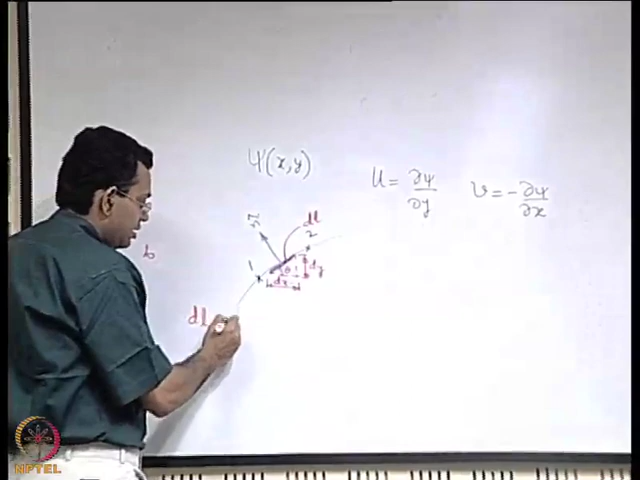 ψ(x,y)
u = ∂ψ/∂y
v = -∂ψ/∂x
n
dl
2
1
θ
dy
dx
b
dl
NPTEL